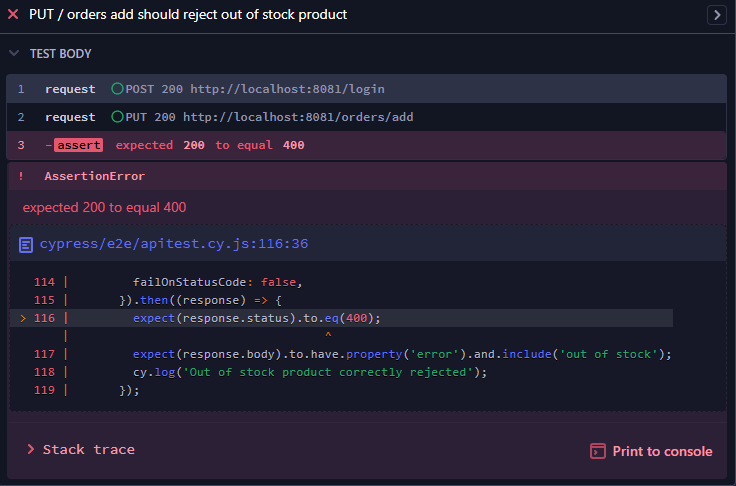 PUT / orders add should reject out of stock product
TEST BODY
1 request POST 200 http://localhost:8081/login
2 request PUT 200 http://localhost:8081/orders/add
3 -assert expected 200 to equal 400
! AssertionError
expected 200 to equal 400
cypress/e2e/apitest.cy.js:116:36
114 | failOnStatusCode: false,
115 | }).then((response) => {
> 116 | expect(response.status).to.eq(400);
| ^
117 | expect(response.body).to.have.property('error').and.include('out of stock');
118 | cy.log('Out of stock product correctly rejected');
119 | });
Stack trace
Print to console